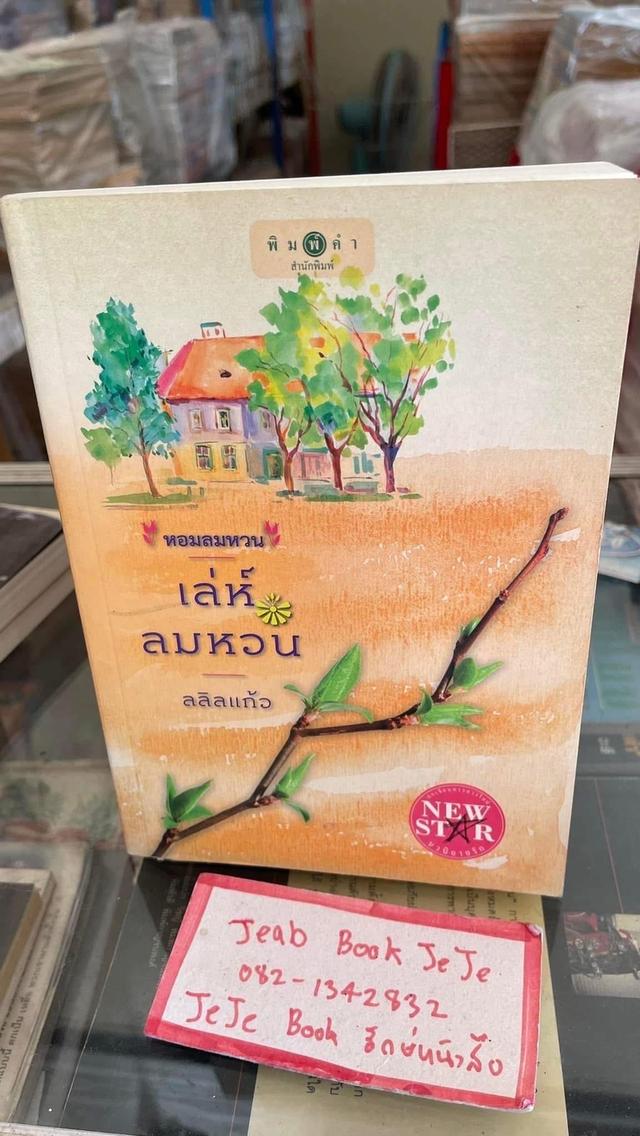 พิมพ์คำ
สำนักพิมพ์
หอมลมหวน
เล่ห์
ลมหวน
ลลิลแก้ว
NEW
STAR
Jeab Book JeJe
082-1342832
JeJe Book รักษ์หนังสือ